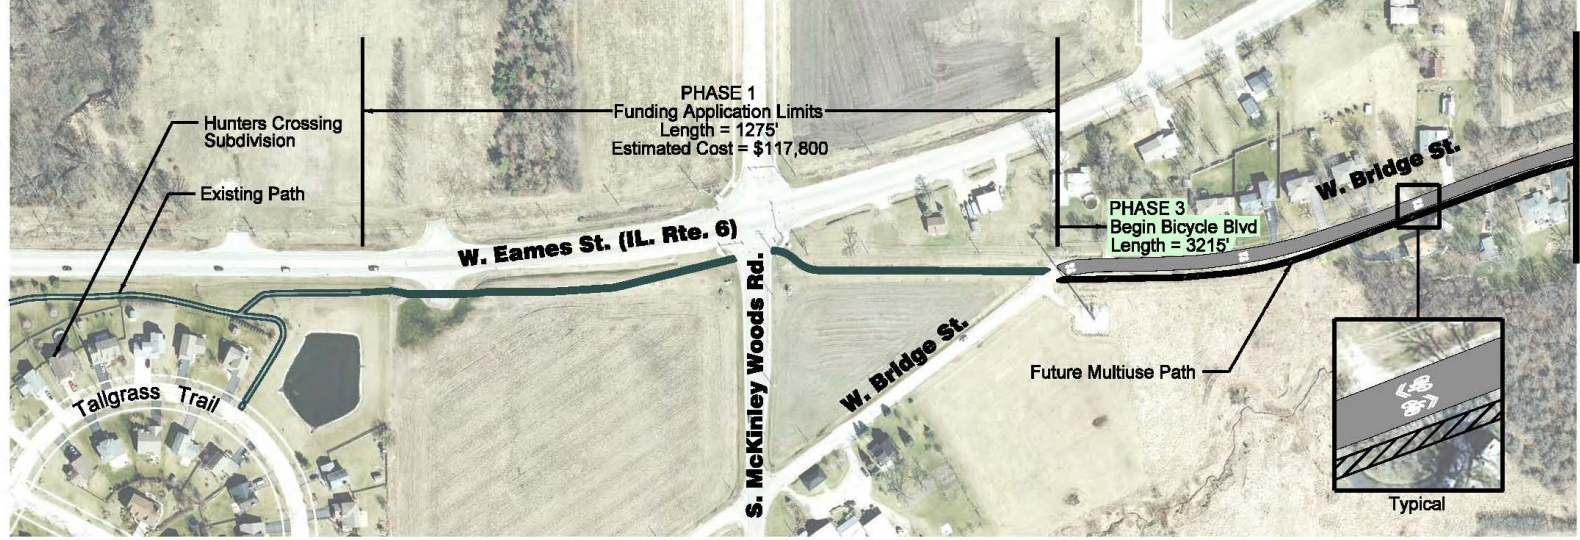 PHASE 1
Funding Application Limits
Length = 1275'
Estimated Cost = $117,800
Hunters Crossing
Subdivision
Existing Path
W. Eames St. (IL. Rte. 6)
W. Bridge St.
PHASE 3
Begin Bicycle Blvd
Length = 3215'
S. McKinley Woods Rd.
W. Bridge St.
Future Multiuse Path
Tallgrass Trail
Typical